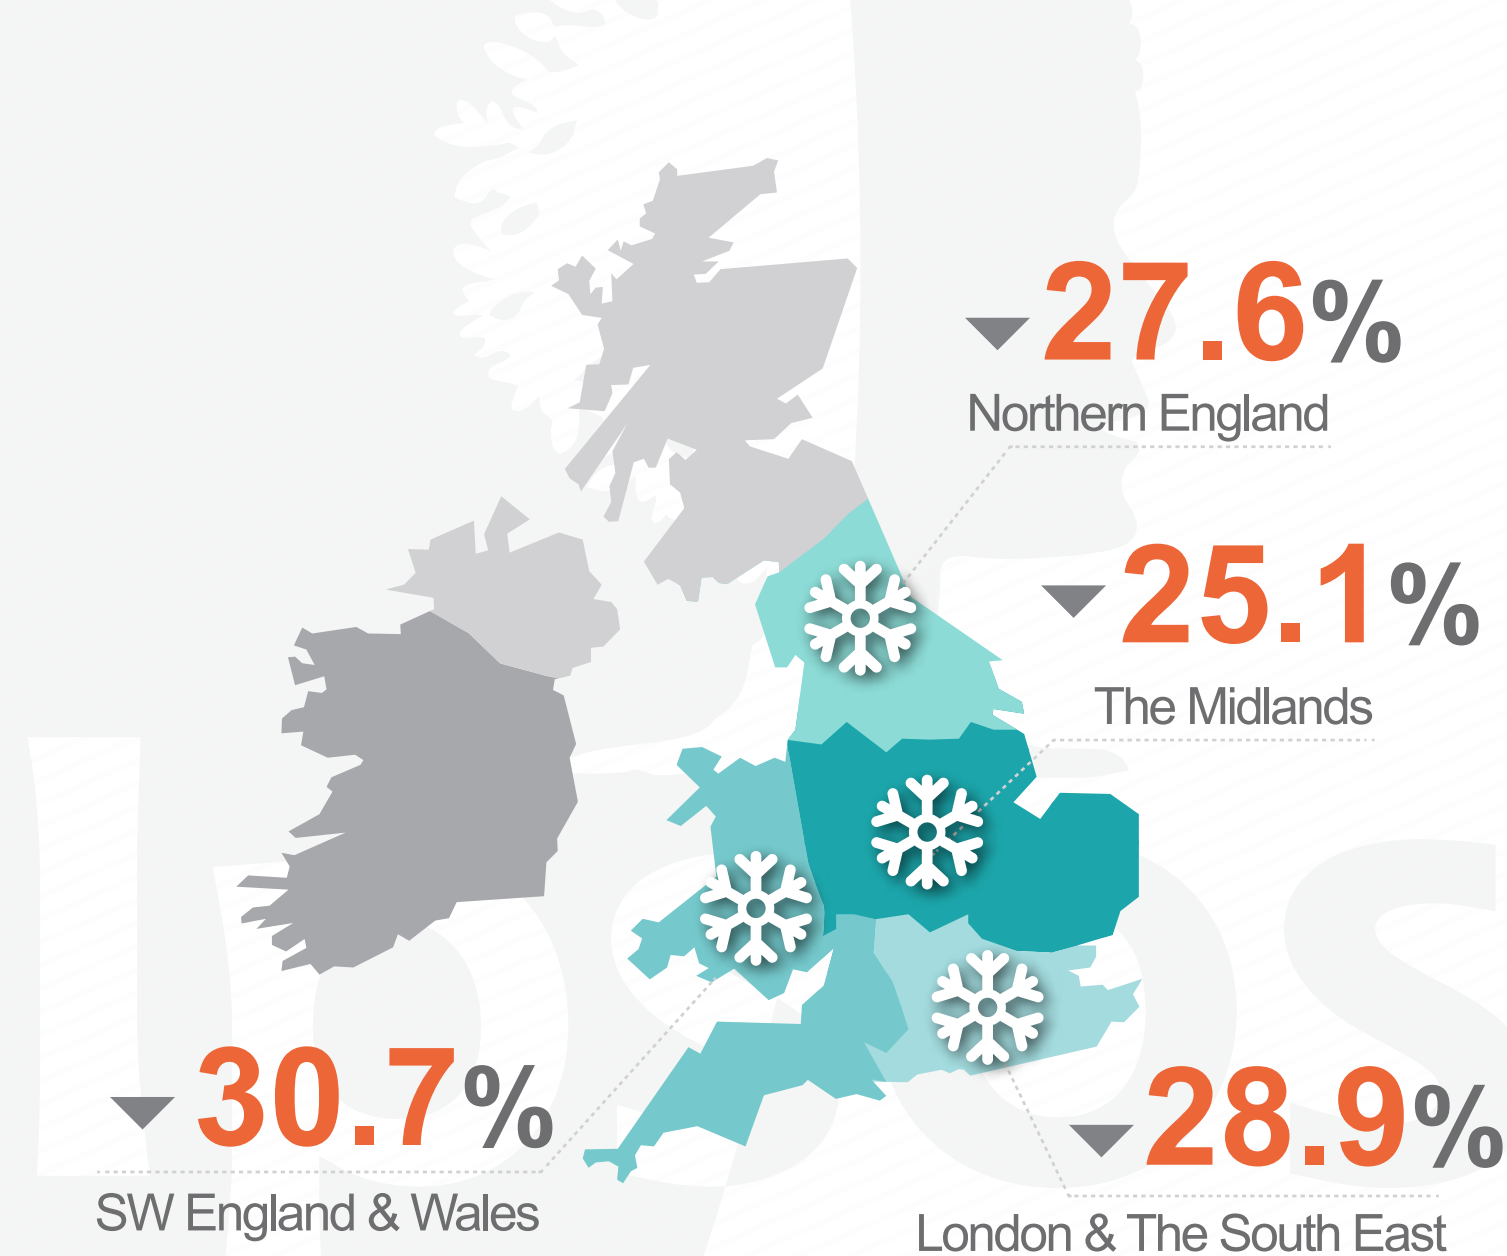 27.6%
Northern England
25.1%
The Midlands
30.7%
SW England & Wales
28.9%
London & The South East
Ipsos